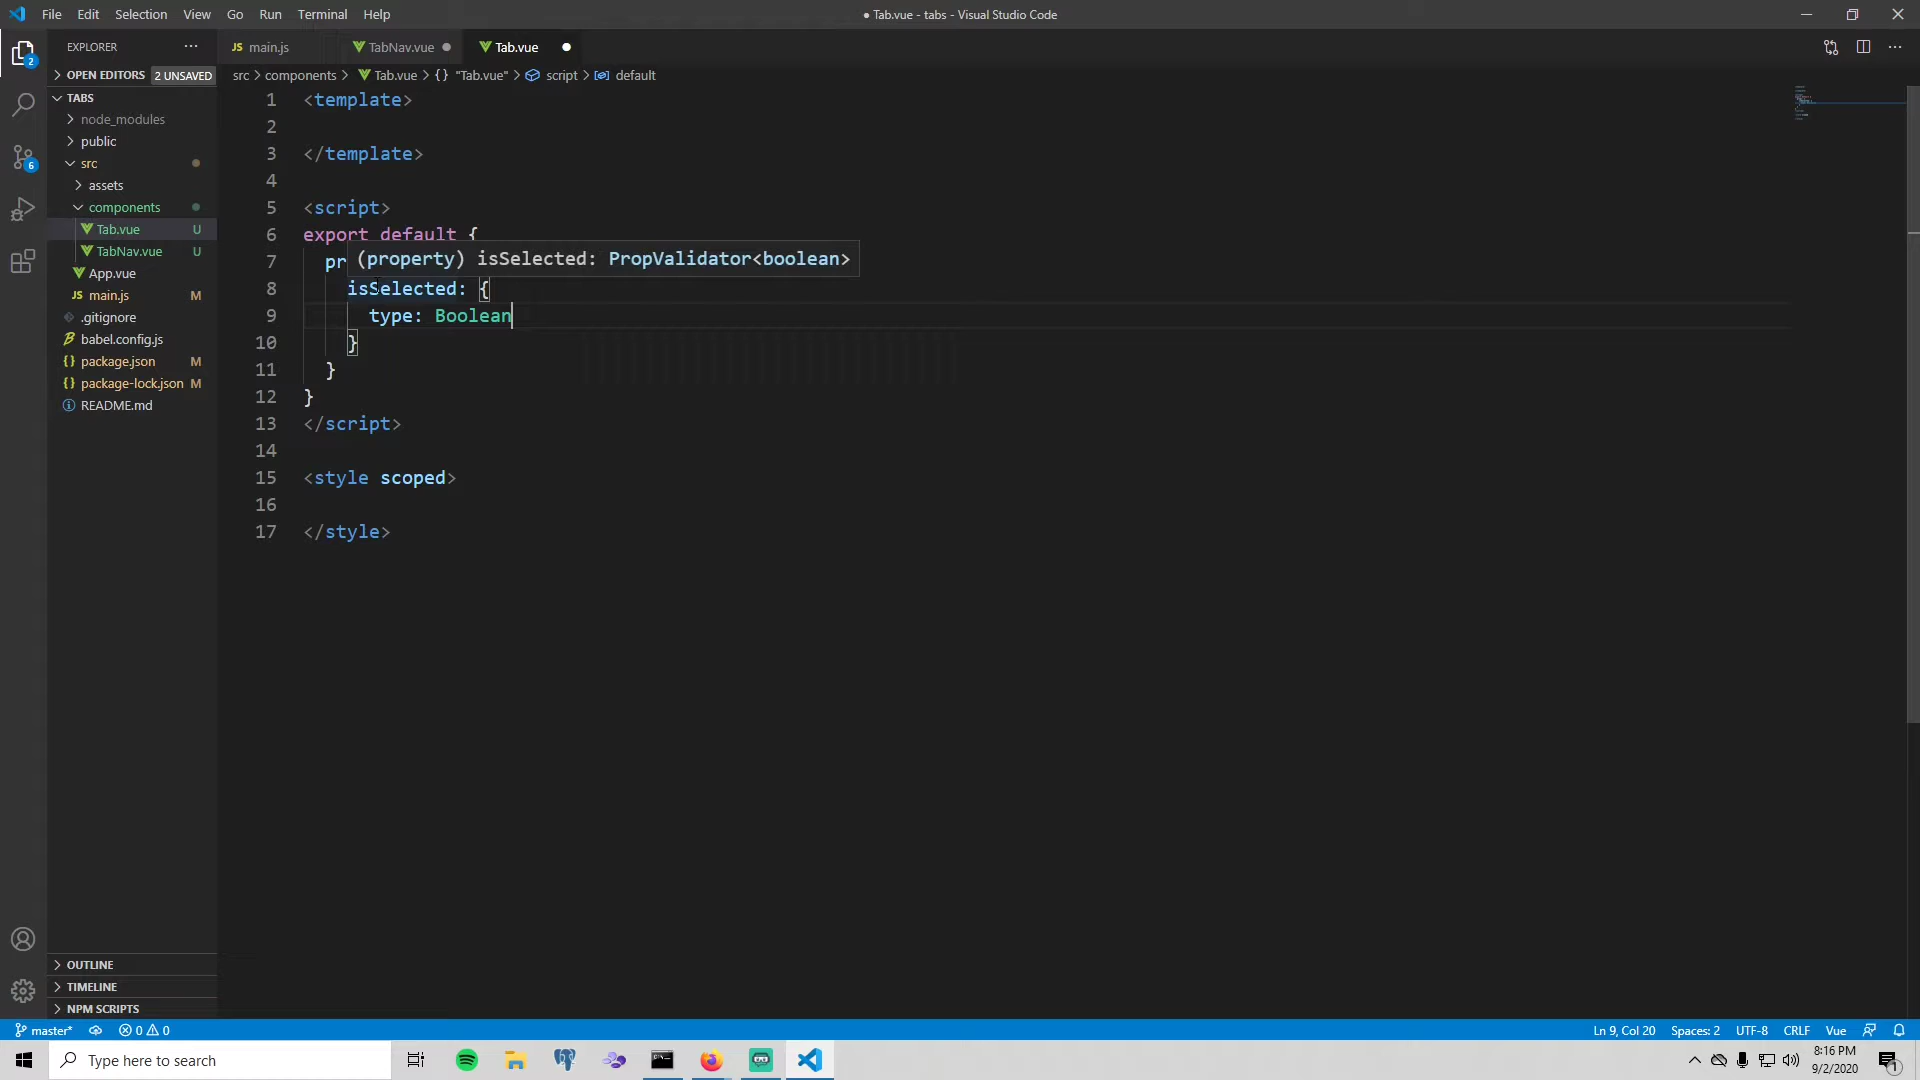 File Edit Selection View Go Run Terminal Help
● Tab.vue - tabs - Visual Studio Code
EXPLORER
JS main.js
TabNav.vue
Tab.vue
OPEN EDITORS 2 UNSAVED
src > components > Tab.vue > {} "Tab.vue" > script > default
TABS
node_modules
public
src
assets
components
Tab.vue U
TabNav.vue U
App.vue
JS main.js M
.gitignore
babel.config.js
{} package.json M
{} package-lock.json M
README.md
1 <template>
2
3 </template>
4
5 <script>
6 export default {
7 pr
(property) isSelected: PropValidator<boolean>
8 isSelected: {
9 type: Boolean
10 }
11 }
12 }
13 </script>
14
15 <style scoped>
16
17 </style>
2
6
OUTLINE
TIMELINE
NPM SCRIPTS
master* 0 0
Ln 9, Col 20 Spaces: 2 UTF-8 CRLF Vue
Type here to search
8:16 PM
9/2/2020
1